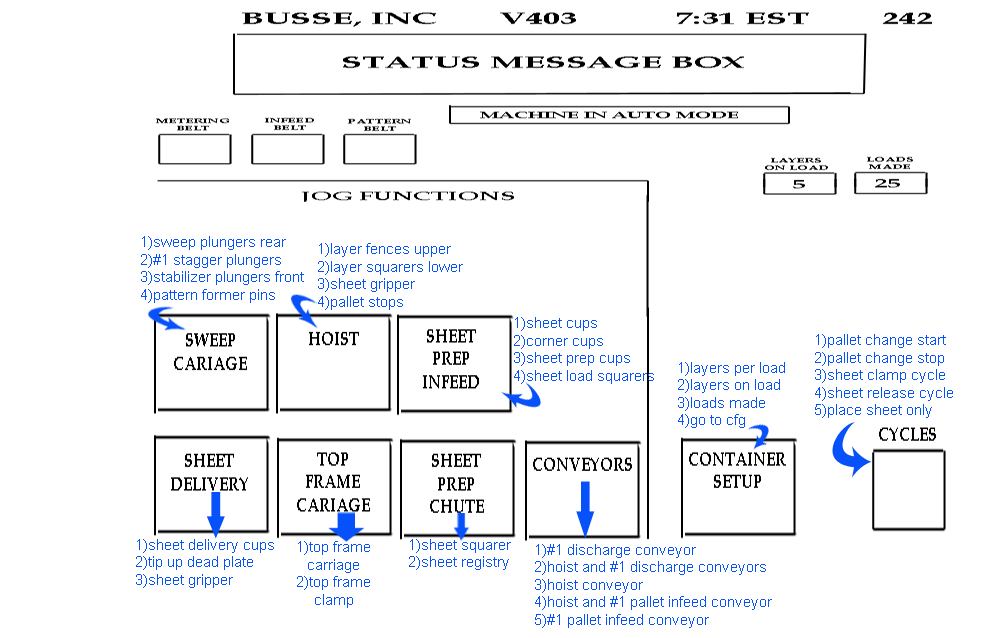 BUSSE, INC V403 7:31 EST 242
STATUS MESSAGE BOX
MACHINE IN AUTO MODE
METERING
BELT
INFEED
BELT
PATTERN
BELT
LAYERS
ON LOAD
5
LOADS
MADE
25
JOG FUNCTIONS
1)sweep plungers rear
2)#1 stagger plungers
3)stabilizer plungers front
4)pattern former pins
1)layer fences upper
2)layer squarers lower
3)sheet gripper
4)pallet stops
SWEEP
CARIAGE
HOIST
SHEET
PREP
INFEED
1)sheet cups
2)corner cups
3)sheet prep cups
4)sheet load squarers
1)layers per load
2)layers on load
3)loads made
4)go to cfg
1)pallet change start
2)pallet change stop
3)sheet clamp cycle
4)sheet release cycle
5)place sheet only
CYCLES
SHEET
DELIVERY
TOP
FRAME
CARIAGE
SHEET
PREP
CHUTE
CONVEYORS
CONTAINER
SETUP
1)sheet delivery cups
2)tip up dead plate
3)sheet gripper
1)top frame
carriage
2)top frame
clamp
1)sheet squarer
2)sheet registry
1)#1 discharge conveyor
2)hoist and #1 discharge conveyors
3)hoist conveyor
4)hoist and #1 pallet infeed conveyor
5)#1 pallet infeed conveyor